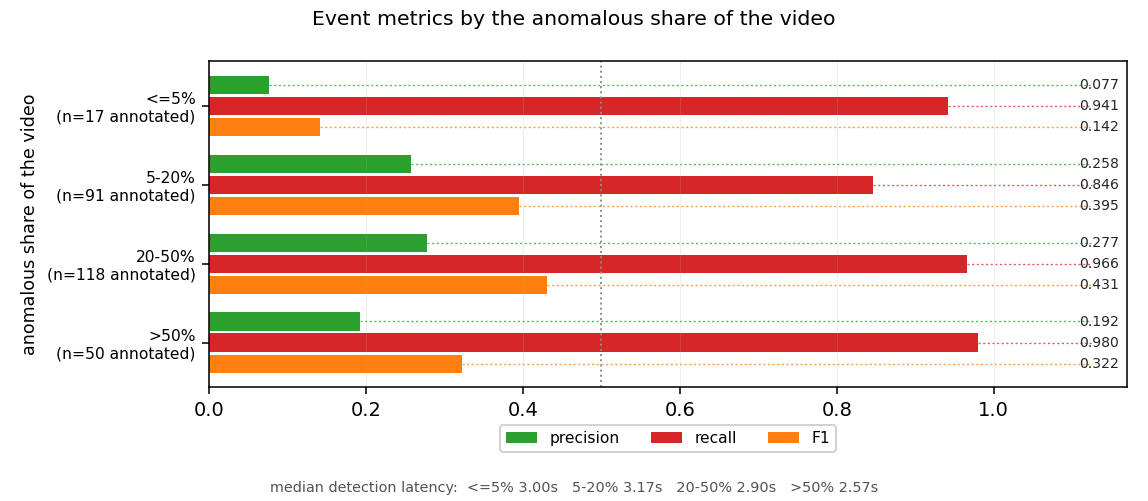 Event metrics by the anomalous share of the video
anomalous share of the video
<=5%
(n=17 annotated)
0.077
0.941
0.142
5-20%
(n=91 annotated)
0.258
0.846
0.395
20-50%
(n=118 annotated)
0.277
0.966
0.431
>50%
(n=50 annotated)
0.192
0.980
0.322
0.0 0.2 0.4 0.6 0.8 1.0
precision recall F1
median detection latency: <=5% 3.00s 5-20% 3.17s 20-50% 2.90s >50% 2.57s